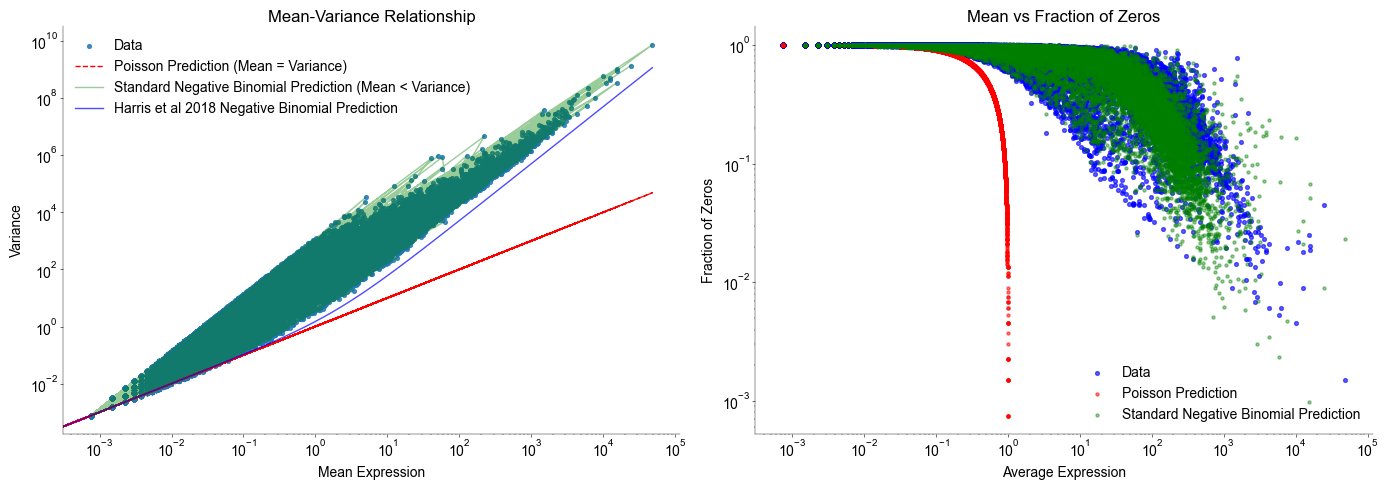 Mean-Variance Relationship
Data
Poisson Prediction (Mean = Variance)
Standard Negative Binomial Prediction (Mean < Variance)
Harris et al 2018 Negative Binomial Prediction
10^10
10^8
10^6
10^4
10^2
10^0
10^-2
Variance
10^-3
10^-2
10^-1
10^0
10^1
10^2
10^3
10^4
10^5
Mean Expression
Mean vs Fraction of Zeros
10^0
10^-1
10^-2
10^-3
Fraction of Zeros
Data
Poisson Prediction
Standard Negative Binomial Prediction
10^-3
10^-2
10^-1
10^0
10^1
10^2
10^3
10^4
10^5
Average Expression